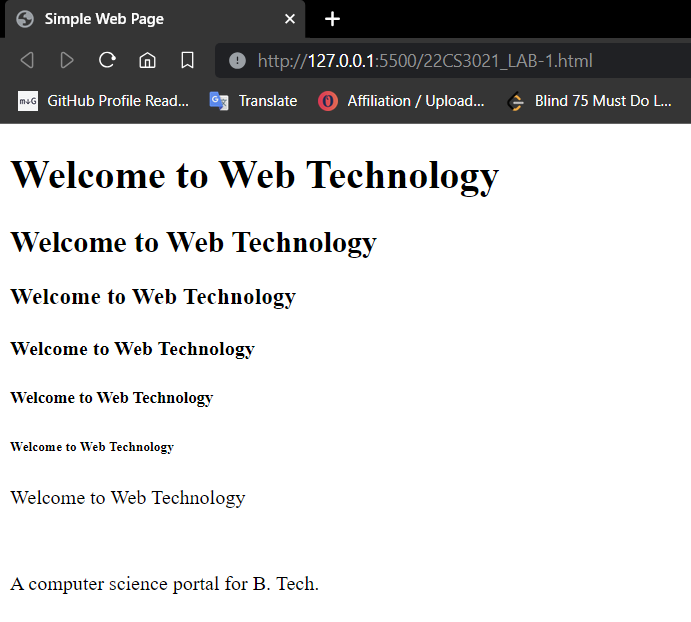 Simple Web Page
http://127.0.0.1:5500/22CS3021_LAB-1.html
m↓G GitHub Profile Read... G Translate Affiliation / Upload... Blind 75 Must Do L...
Welcome to Web Technology
Welcome to Web Technology
Welcome to Web Technology
Welcome to Web Technology
Welcome to Web Technology
Welcome to Web Technology
Welcome to Web Technology
A computer science portal for B. Tech.